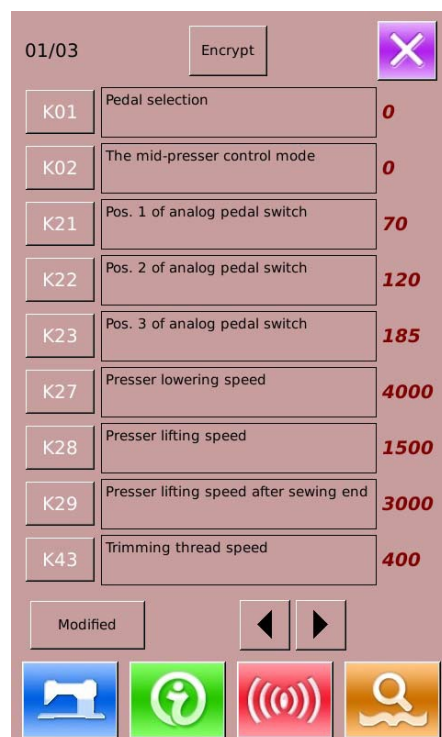 01/03
Encrypt
K01
Pedal selection
0
K02
The mid-presser control mode
0
K21
Pos. 1 of analog pedal switch
70
K22
Pos. 2 of analog pedal switch
120
K23
Pos. 3 of analog pedal switch
185
K27
Presser lowering speed
4000
K28
Presser lifting speed
1500
K29
Presser lifting speed after sewing end
3000
K43
Trimming thread speed
400
Modified